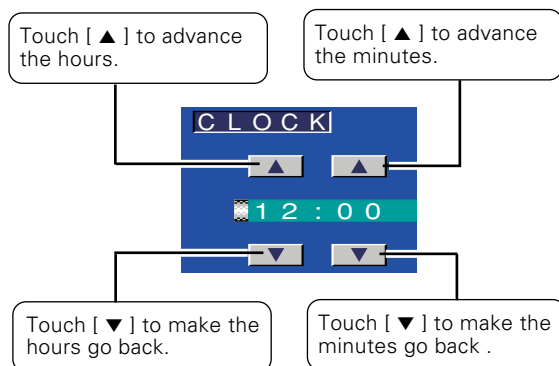 Touch [ ▲ ] to advance
the hours.
Touch [ ▲ ] to advance
the minutes.
CLOCK
▲ ▲
12:00
▼ ▼
Touch [ ▼ ] to make the
hours go back.
Touch [ ▼ ] to make the
minutes go back .